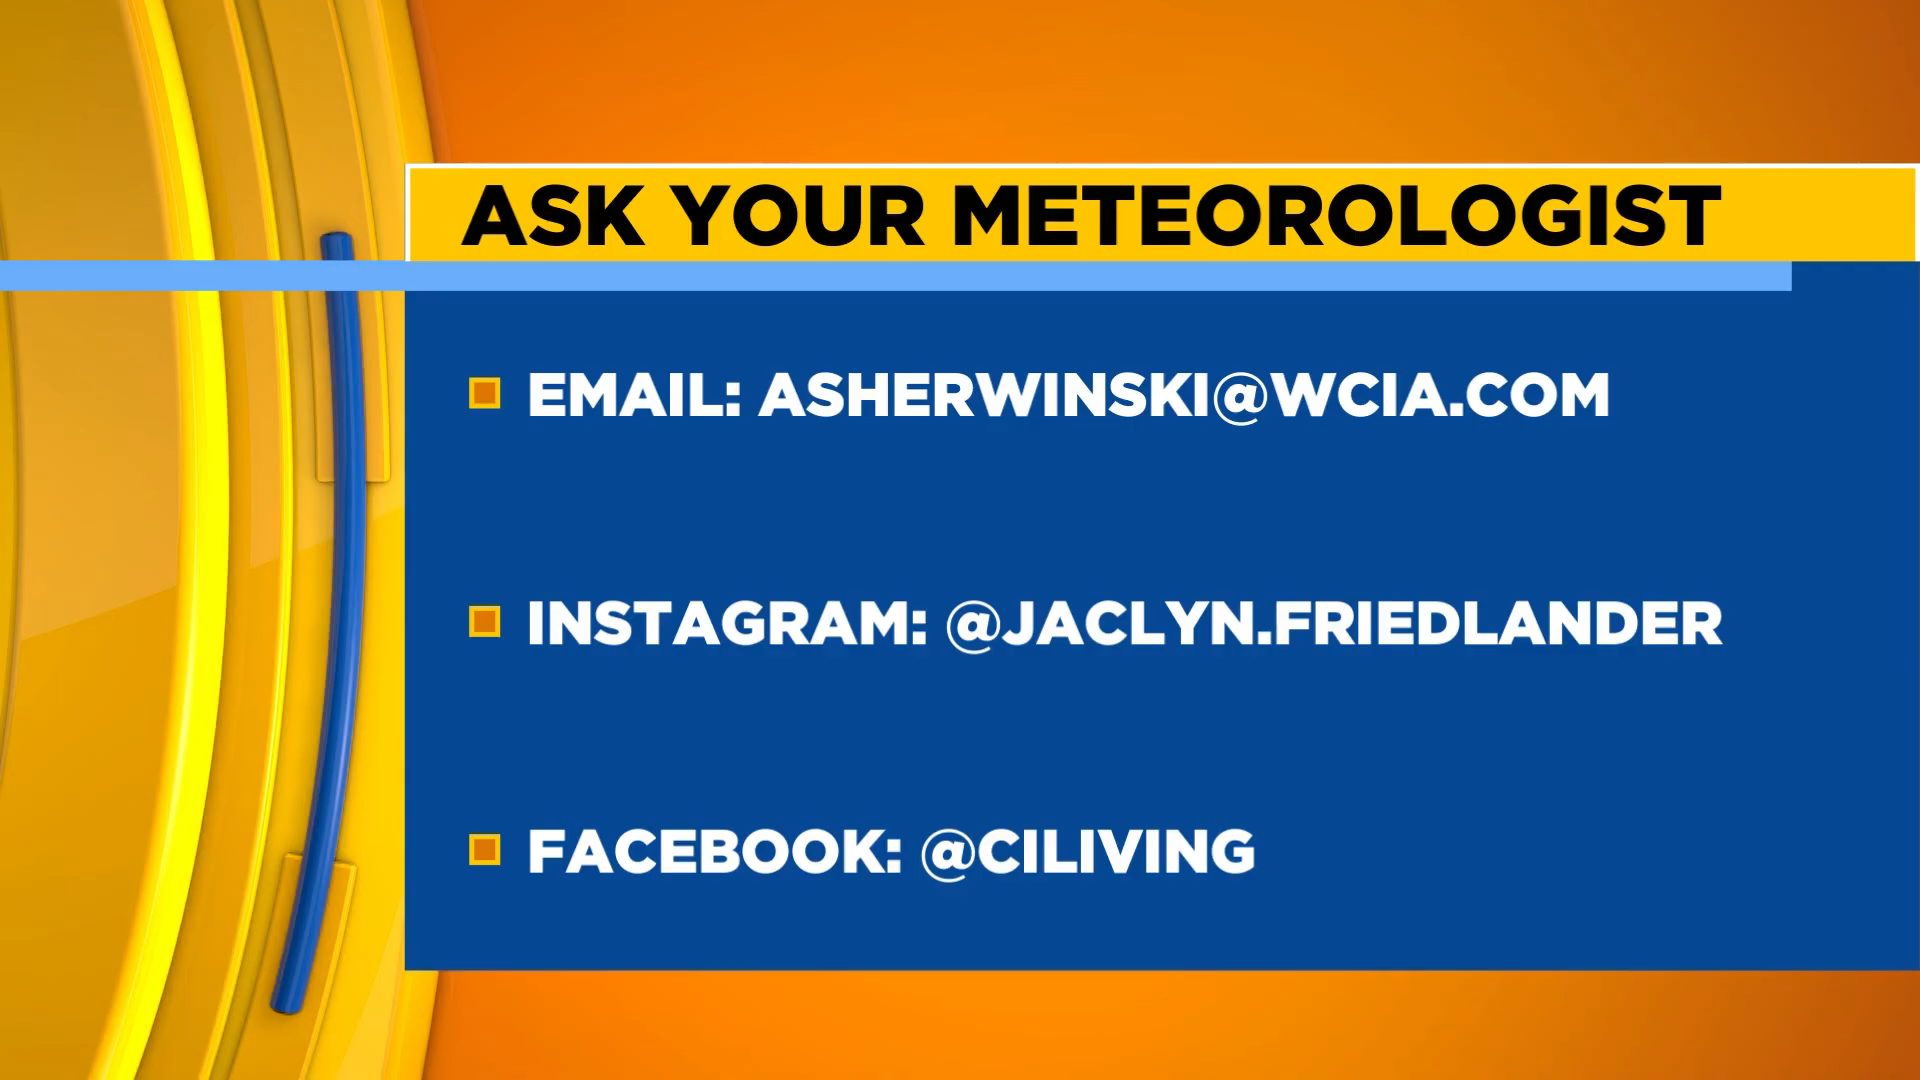 ASK YOUR METEOROLOGIST
EMAIL: ASHERWINSKI@WCIA.COM
INSTAGRAM: @JACLYN.FRIEDLANDER
FACEBOOK: @CILIVING